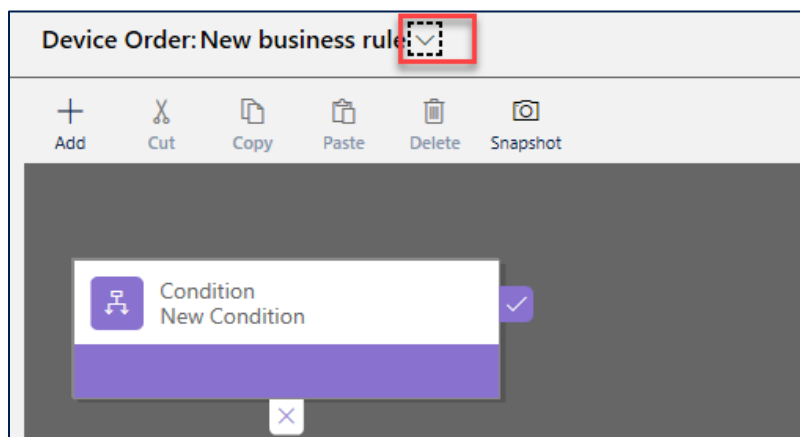 Device Order: New business rule
Add Cut Copy Paste Delete Snapshot
Condition
New Condition